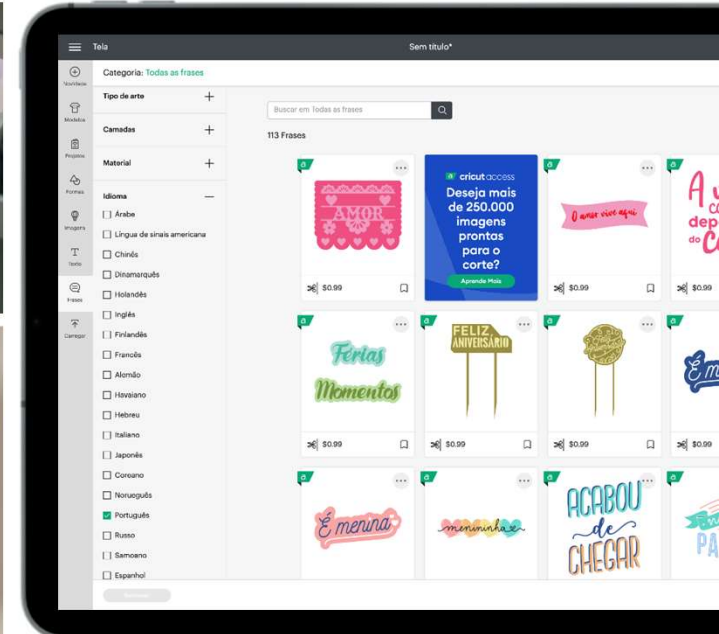 Tela
Sem título*
Categoria: Todas as frases
Novidade
Modelos
Projetos
Formas
Imagens
Texto
Frases
Carregar
Tipo de arte
Camadas
Material
Idioma
Árabe
Língua de sinais americana
Chinês
Dinamarquês
Holandês
Inglês
Finlandês
Francês
Alemão
Havaiano
Hebreu
Italiano
Japonês
Coreano
Norueguês
Português
Russo
Samoano
Espanhol
Buscar em Todas as frases
113 Frases
AMOR
$0.99
cricut access
Deseja mais
de 250.000
imagens
prontas
para o
corte?
Aprende Mais
O amor vive aqui
$0.99
A
do
$0.99
Férias
Momentos
$0.99
FELIZ
ANIVERSÁRIO
$0.99
$0.99
É
$0.99
É menina
menininha
ACABOU
de
CHEGAR